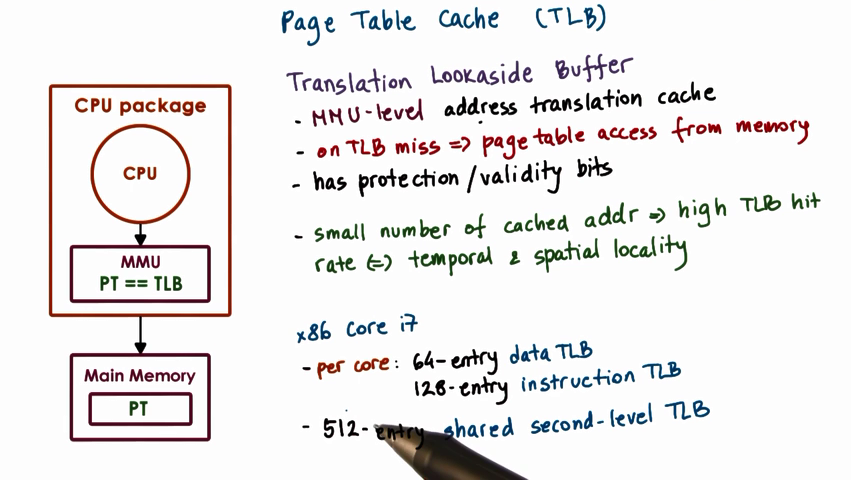 Page Table Cache (TLB)
Translation Lookaside Buffer
- MMU-level address translation cache
- on TLB miss => page table access from memory
- has protection/validity bits
- small number of cached addr => high TLB hit
rate <=> temporal & spatial locality
CPU package
CPU
MMU
PT == TLB
Main Memory
PT
x86 Core i7
- per core: 64-entry data TLB
128-entry instruction TLB
- 512-entry shared second-level TLB